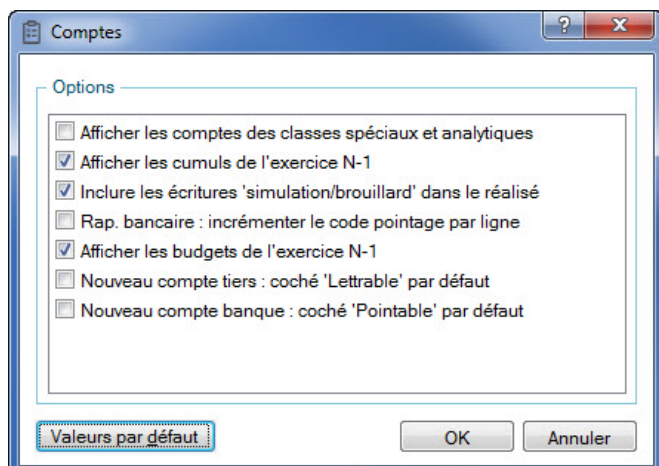 Comptes
Options
Afficher les comptes des classes spéciaux et analytiques
Afficher les cumuls de l'exercice N-1
Inclure les écritures 'simulation/brouillard' dans le réalisé
Rap. bancaire : incrémenter le code pointage par ligne
Afficher les budgets de l'exercice N-1
Nouveau compte tiers : coché 'Lettrable' par défaut
Nouveau compte banque : coché 'Pointable' par défaut
Valeurs par défaut OK Annuler